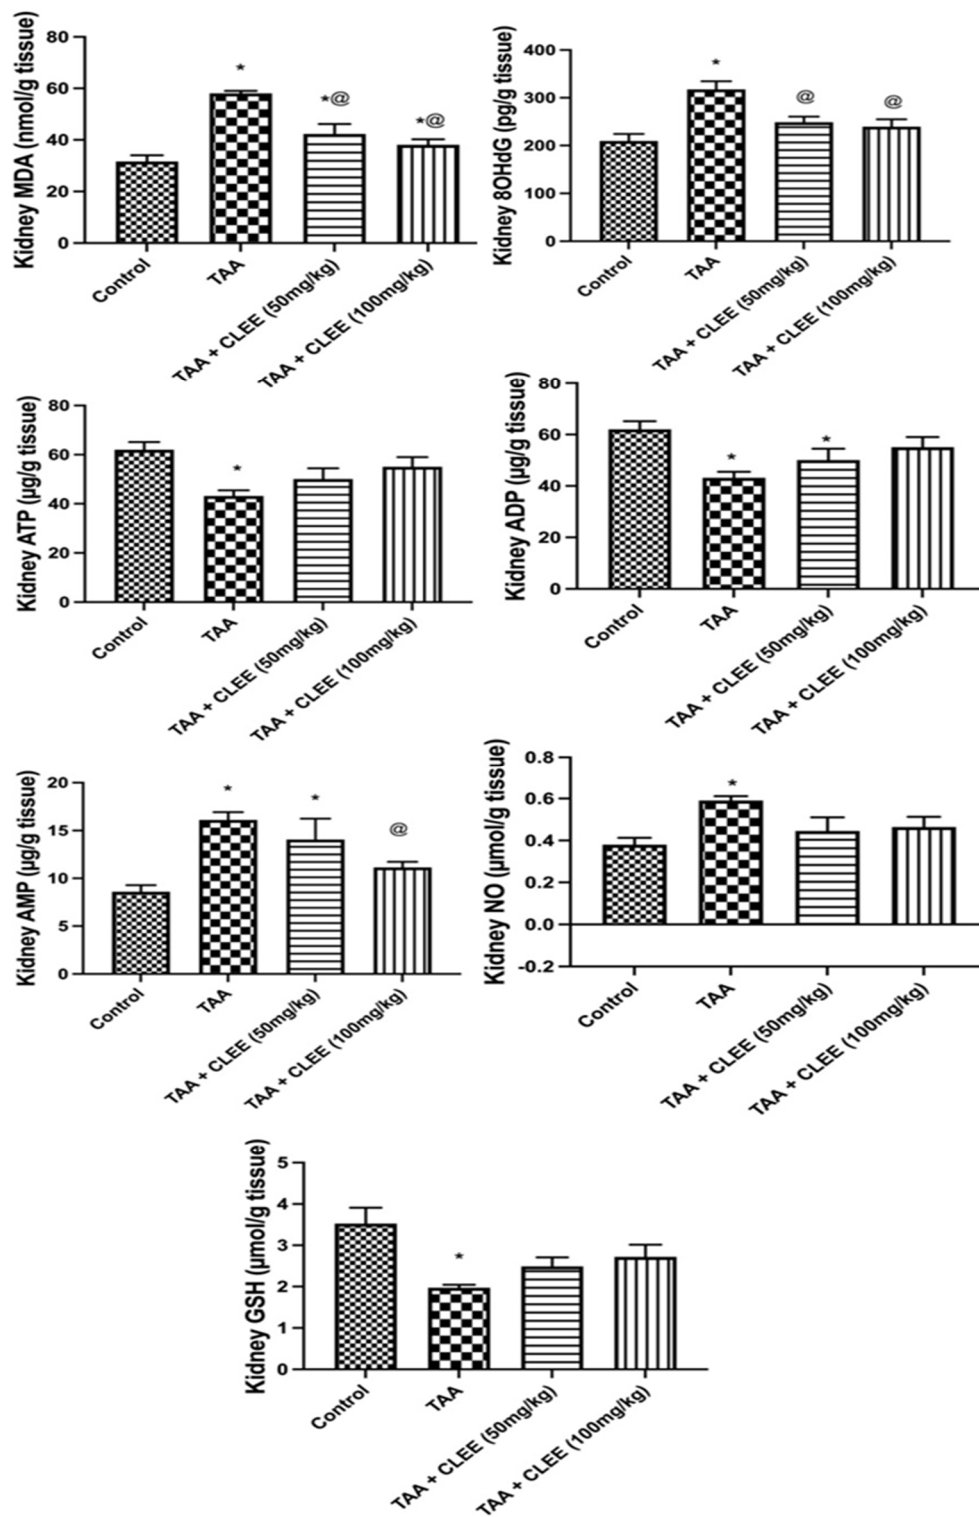 Kidney MDA (nmol/g tissue)
80
60
40
20
0
*
*@
*@
Control
TAA
TAA + CLEE (50mg/kg)
TAA + CLEE (100mg/kg)
Kidney 8OHdG (pg/g tissue)
400
300
200
100
0
*
@
@
Control
TAA
TAA + CLEE (50mg/kg)
TAA + CLEE (100mg/kg)
Kidney ATP (µg/g tissue)
80
60
40
20
0
*
Control
TAA
TAA + CLEE (50mg/kg)
TAA + CLEE (100mg/kg)
Kidney ADP (µg/g tissue)
80
60
40
20
0
*
*
Control
TAA
TAA + CLEE (50mg/kg)
TAA + CLEE (100mg/kg)
Kidney AMP (µg/g tissue)
20
15
10
5
0
*
*
@
Control
TAA
TAA + CLEE (50mg/kg)
TAA + CLEE (100mg/kg)
Kidney NO (µmol/g tissue)
0.8
0.6
0.4
0.2
0.0
-0.2
*
Control
TAA
TAA + CLEE (50mg/kg)
TAA + CLEE (100mg/kg)
Kidney GSH (µmol/g tissue)
5
4
3
2
1
0
*
Control
TAA
TAA + CLEE (50mg/kg)
TAA + CLEE (100mg/kg)